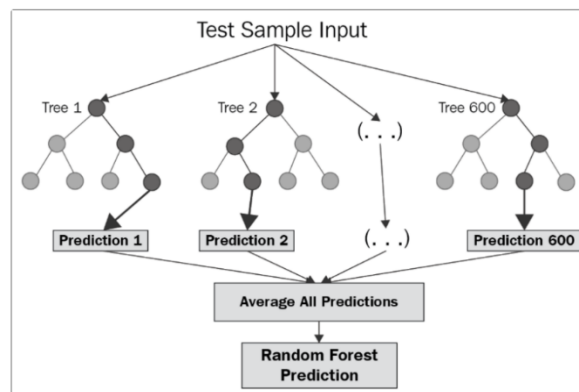 Test Sample Input
Tree 1
Tree 2
(. . .)
Tree 600
Prediction 1
Prediction 2
(. . .)
Prediction 600
Average All Predictions
Random Forest
Prediction